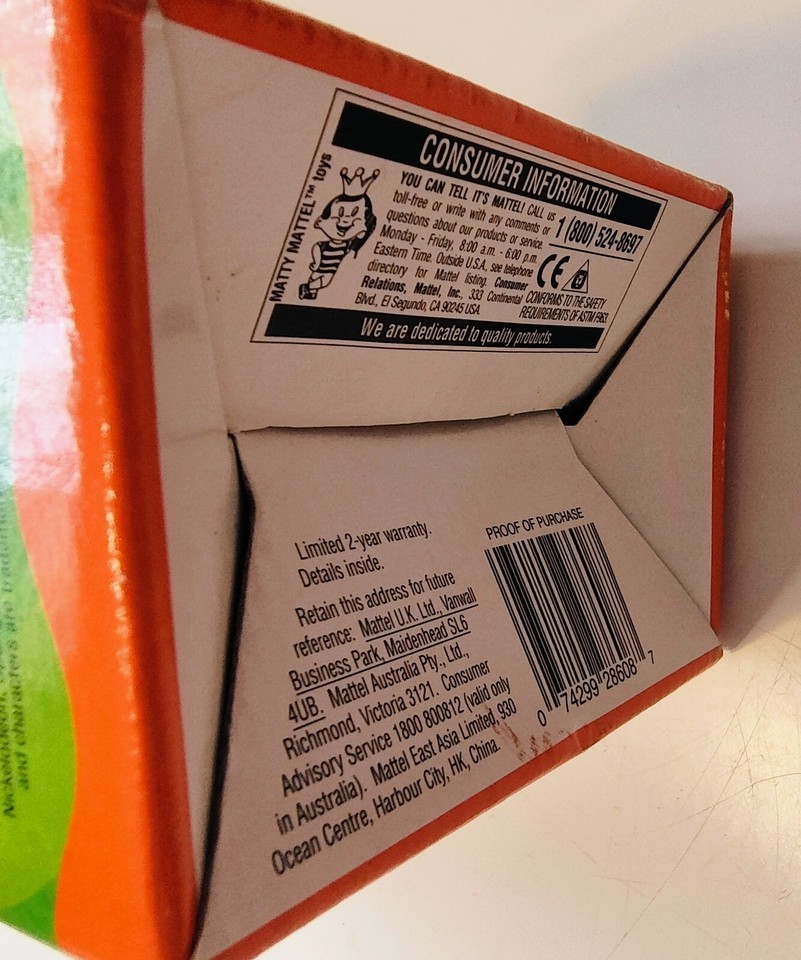 CONSUMER INFORMATION
MATTY MATTEL™ toys
YOU CAN TELL IT'S MATTEL! CALL us
toll-free or write with any comments or
questions about our products or service.
1 (800) 524-8697
Monday - Friday, 8:00 a.m. - 6:00 p.m.
Eastern Time. Outside U.S.A., see telephone
directory for Mattel listing. Consumer
Relations, Mattel, Inc., 333 Continental
Blvd., El Segundo, CA 90245 USA.
CE
CONFORMS TO THE SAFETY
REQUIREMENTS OF ASTM F963
We are dedicated to quality products.
Limited 2-year warranty.
Details inside.
Retain this address for future
reference: Mattel U.K. Ltd., Vanwall
Business Park, Maidenhead SL6
4UB. Mattel Australia Pty., Ltd.,
Richmond, Victoria 3121. Consumer
Advisory Service 1800 800812 (valid only
in Australia). Mattel East Asia Limited, 930
Ocean Centre, Harbour City, HK, China.
PROOF OF PURCHASE
0 74299 28608 7
Nickelodeon
and characters are trademar